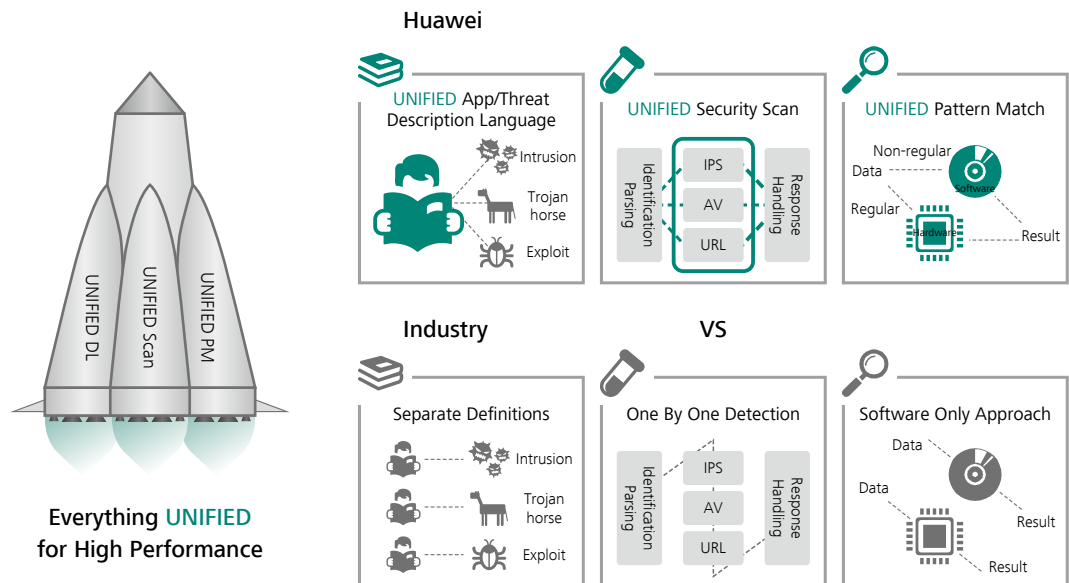 Huawei
UNIFIED App/Threat
Description Language
Intrusion
Trojan
horse
Exploit
UNIFIED Security Scan
Identification
Parsing
IPS
AV
URL
Response
Handling
UNIFIED Pattern Match
Non-regular
Data
Software
Regular
Hardware
Result
UNIFIED DL
UNIFIED Scan
UNIFIED PM
Everything UNIFIED
for High Performance
Industry
VS
Separate Definitions
Intrusion
Trojan
horse
Exploit
One By One Detection
Identification
Parsing
IPS
AV
URL
Response
Handling
Software Only Approach
Data
Data
Result
Result